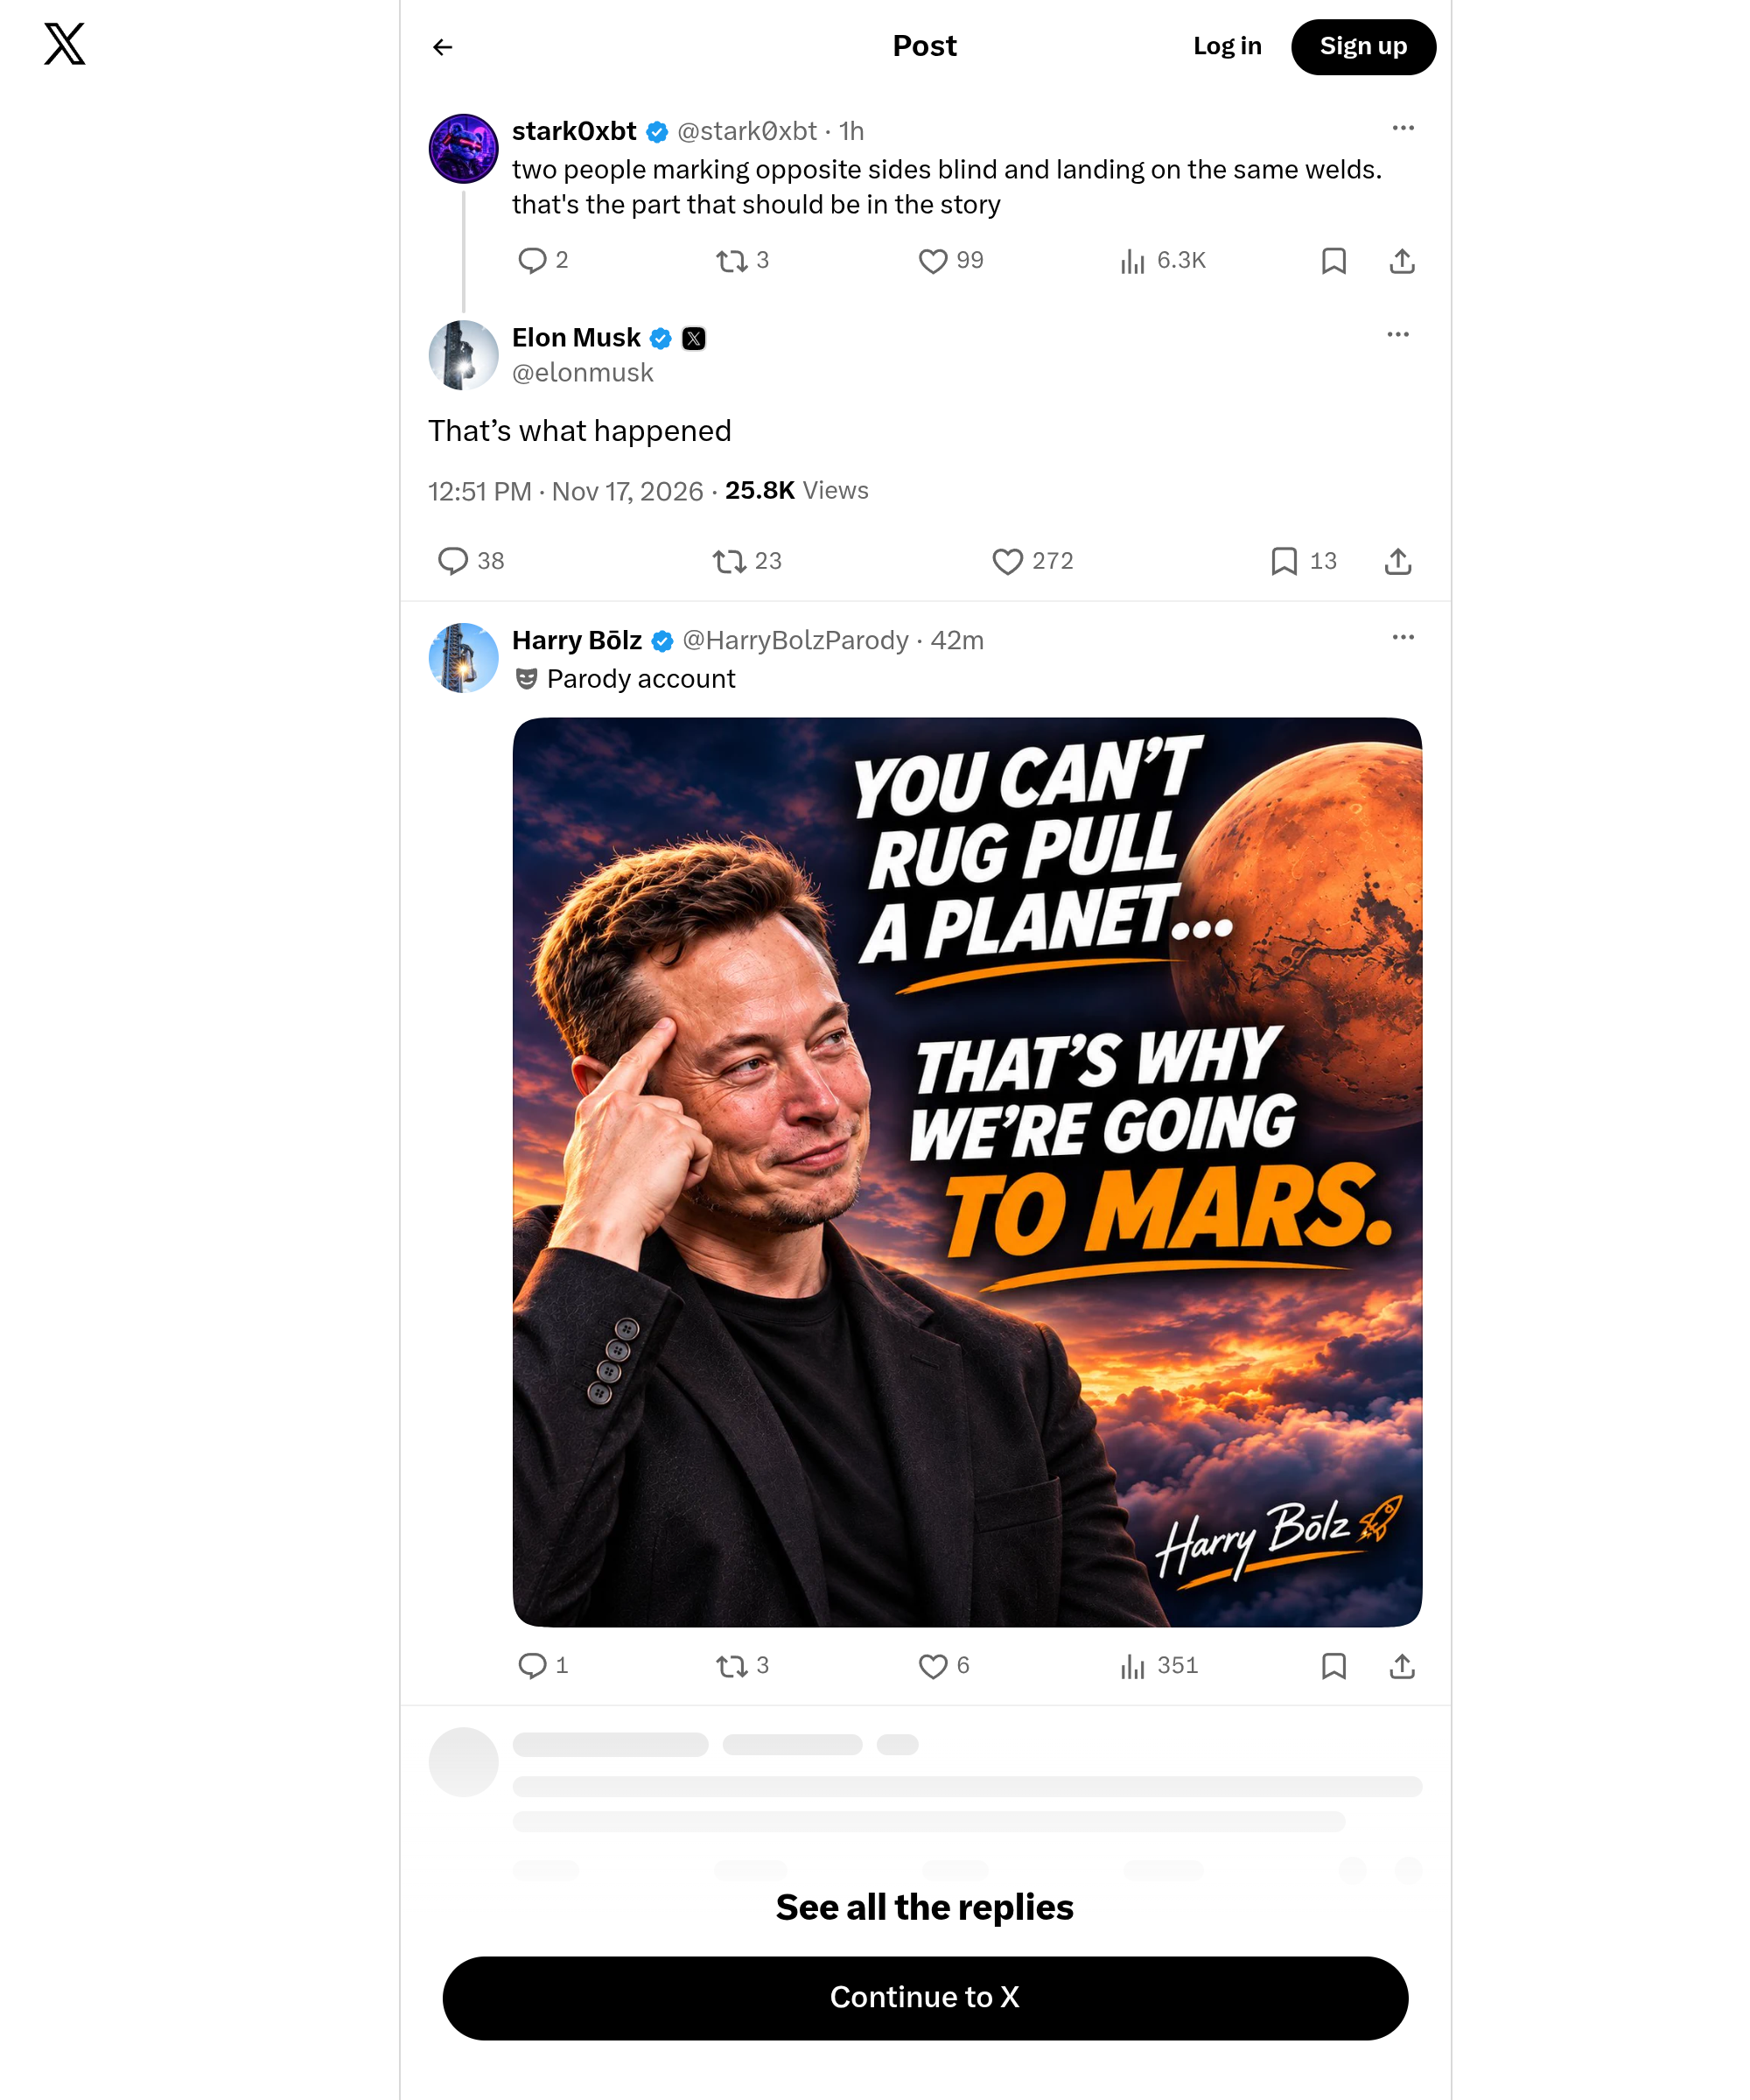 Post
Log in
Sign up
stark0xbt @stark0xbt · 1h
two people marking opposite sides blind and landing on the same welds.
that's the part that should be in the story
2 3 99 6.3K
Elon Musk
@elonmusk
That’s what happened
12:51 PM · Nov 17, 2026 · 25.8K Views
38 23 272 13
Harry Bōlz @HarryBolzParody · 42m
Parody account
YOU CAN’T
RUG PULL
A PLANET...
THAT’S WHY
WE’RE GOING
TO MARS.
Harry Bōlz
1 3 6 351
See all the replies
Continue to X